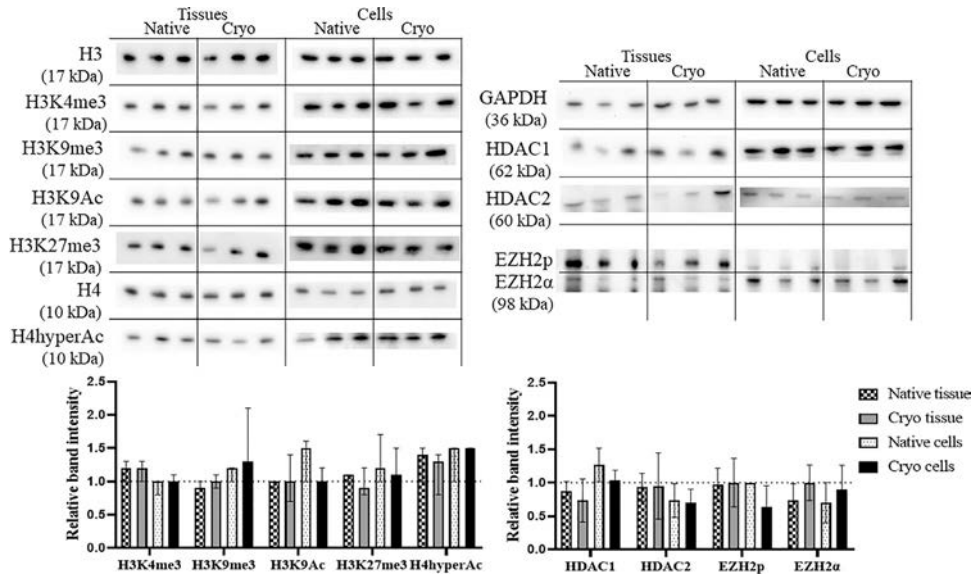 Tissues Cells
Native Cryo Native Cryo
H3
(17 kDa)
H3K4me3
(17 kDa)
H3K9me3
(17 kDa)
H3K9Ac
(17 kDa)
H3K27me3
(17 kDa)
H4
(10 kDa)
H4hyperAc
(10 kDa)
Tissues Cells
Native Cryo Native Cryo
GAPDH
(36 kDa)
HDAC1
(62 kDa)
HDAC2
(60 kDa)
EZH2p
EZH2α
(98 kDa)
Relative band intensity
2.5
2.0
1.5
1.0
0.5
0.0
H3K4me3 H3K9me3 H3K9Ac H3K27me3 H4hyperAc
Relative band intensity
2.5
2.0
1.5
1.0
0.5
0.0
HDAC1 HDAC2 EZH2p EZH2α
Native tissue
Cryo tissue
Native cells
Cryo cells